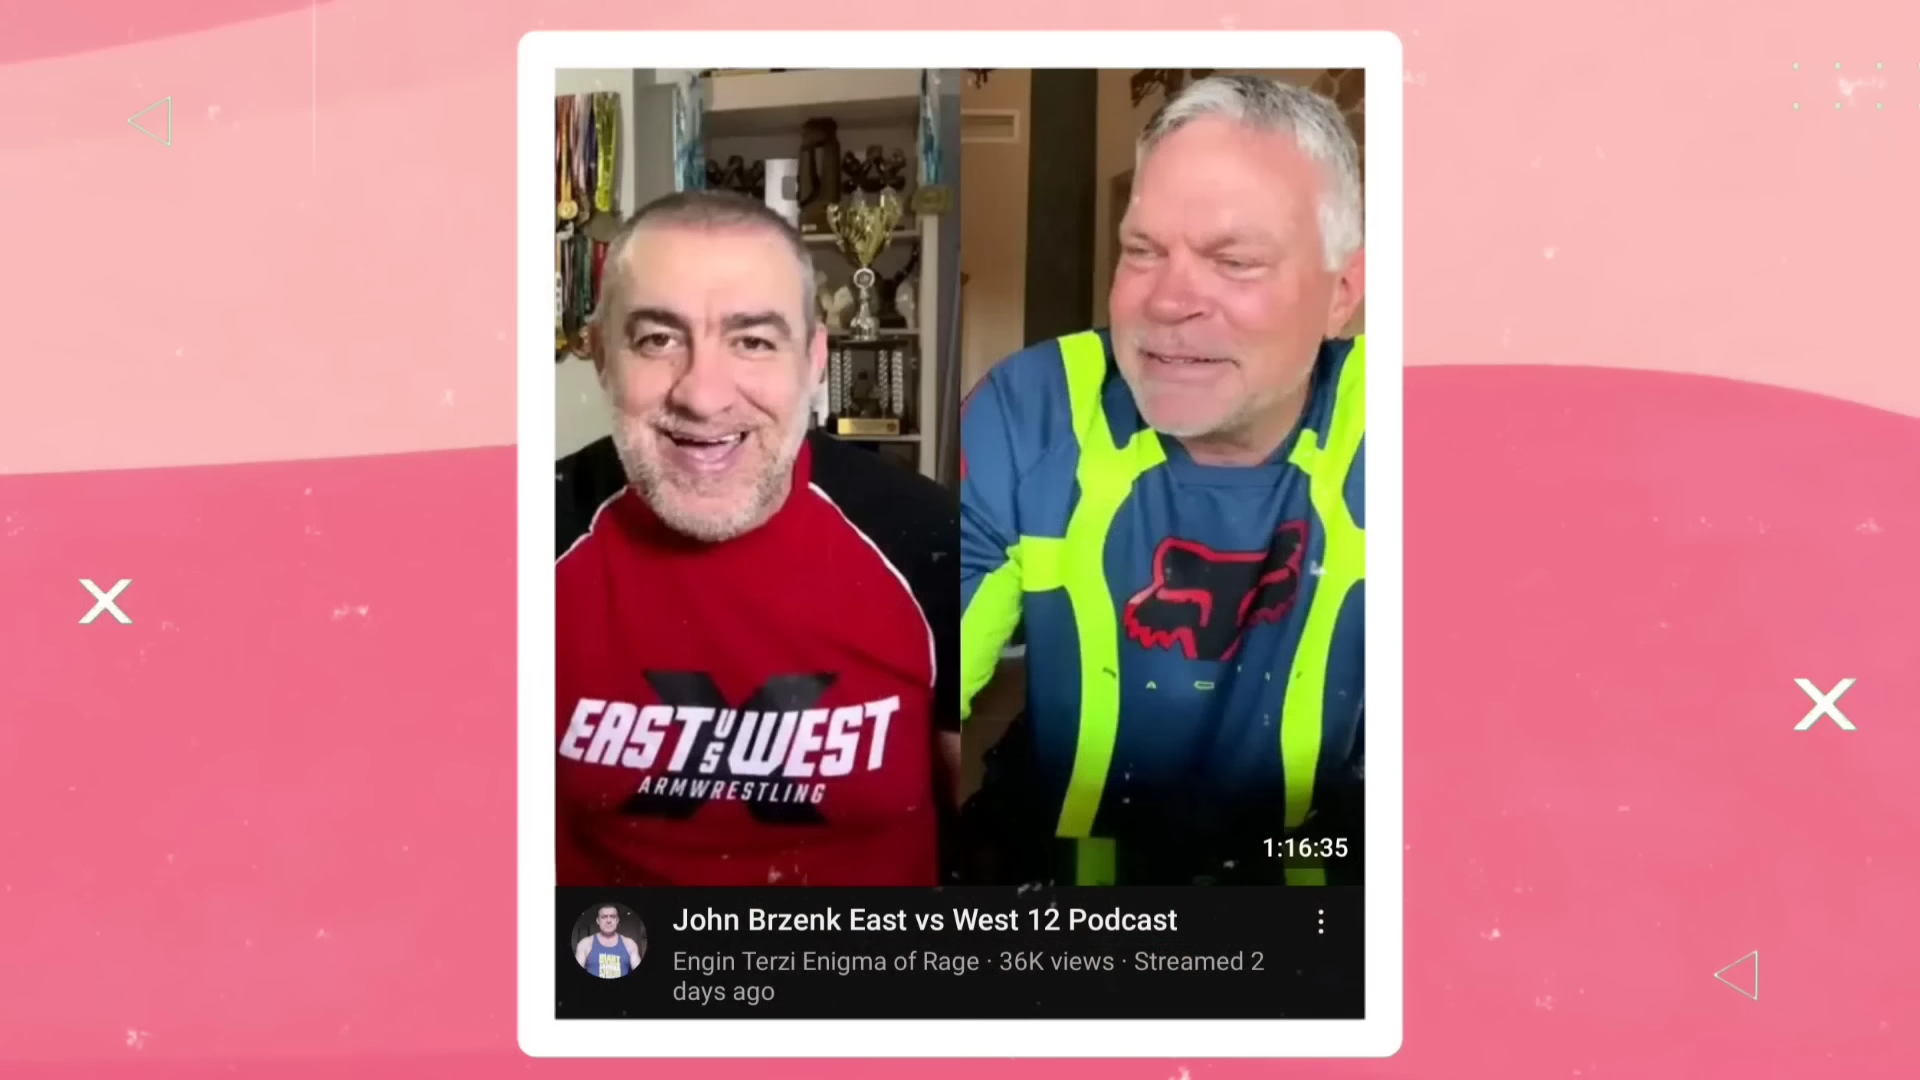 EAST VS WEST
ARMWRESTLING
1:16:35
John Brzenk East vs West 12 Podcast
Engin Terzi Enigma of Rage · 36K views · Streamed 2
days ago